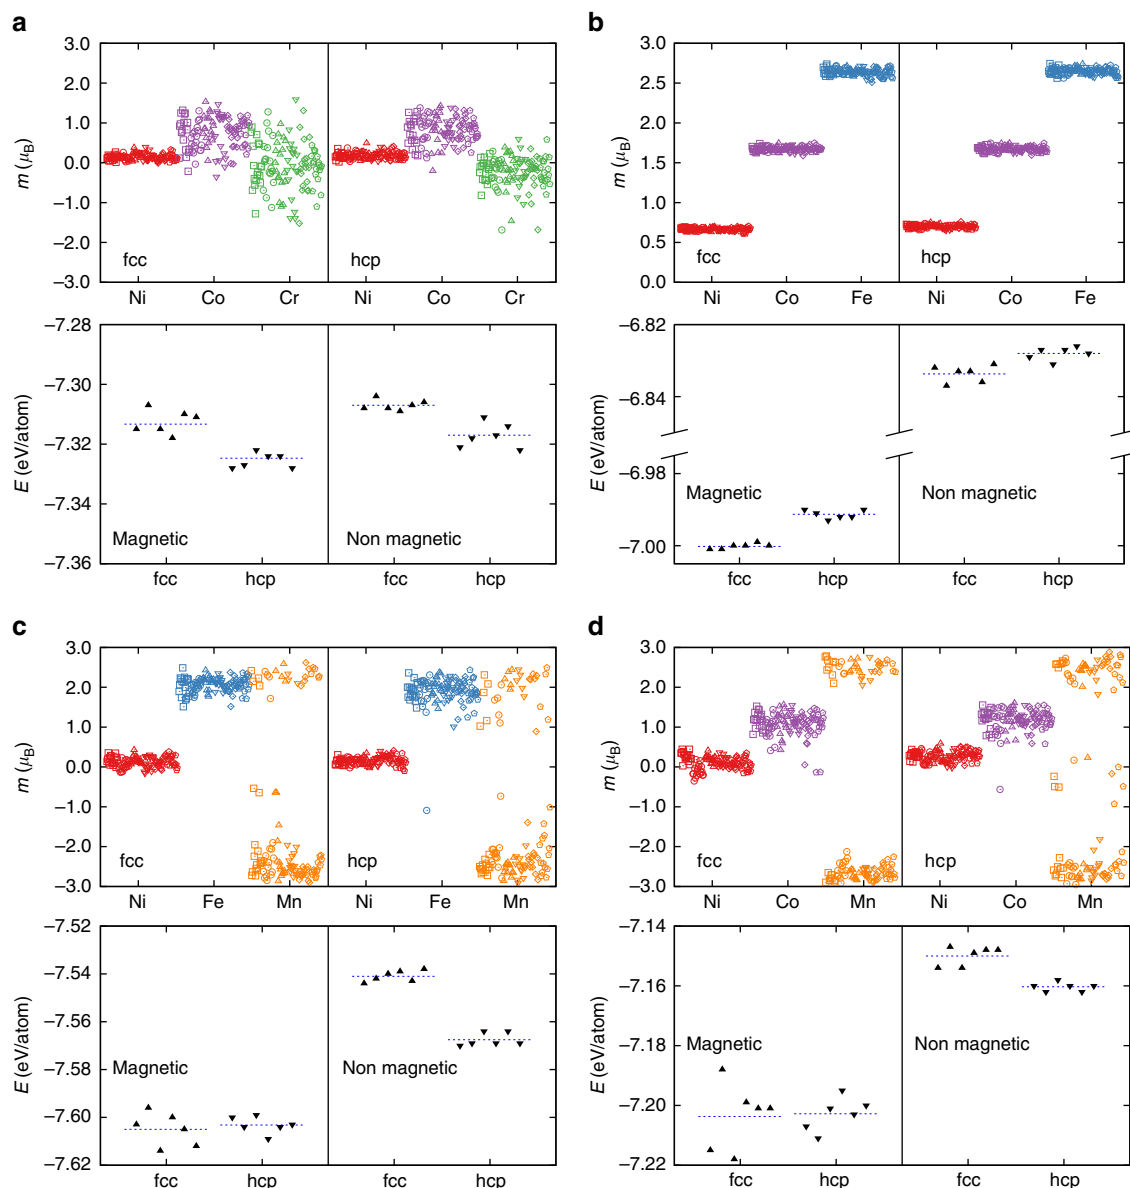 a
3.0
2.0
1.0
0.0
−1.0
−2.0
−3.0
m (μB)
fcc
hcp
Ni Co Cr Ni Co Cr
−7.28
−7.30
−7.32
−7.34
−7.36
E (eV/atom)
Magnetic
Non magnetic
fcc hcp fcc hcp
b
3.0
2.5
2.0
1.5
1.0
0.5
0.0
m (μB)
fcc
hcp
Ni Co Fe Ni Co Fe
−6.82
−6.84
−6.98
−7.00
E (eV/atom)
Magnetic
Non magnetic
fcc hcp fcc hcp
c
3.0
2.0
1.0
0.0
−1.0
−2.0
−3.0
m (μB)
fcc
hcp
Ni Fe Mn Ni Fe Mn
−7.52
−7.54
−7.56
−7.58
−7.60
−7.62
E (eV/atom)
Magnetic
Non magnetic
fcc hcp fcc hcp
d
3.0
2.0
1.0
0.0
−1.0
−2.0
−3.0
m (μB)
fcc
hcp
Ni Co Mn Ni Co Mn
−7.14
−7.16
−7.18
−7.20
−7.22
E (eV/atom)
Magnetic
Non magnetic
fcc hcp fcc hcp